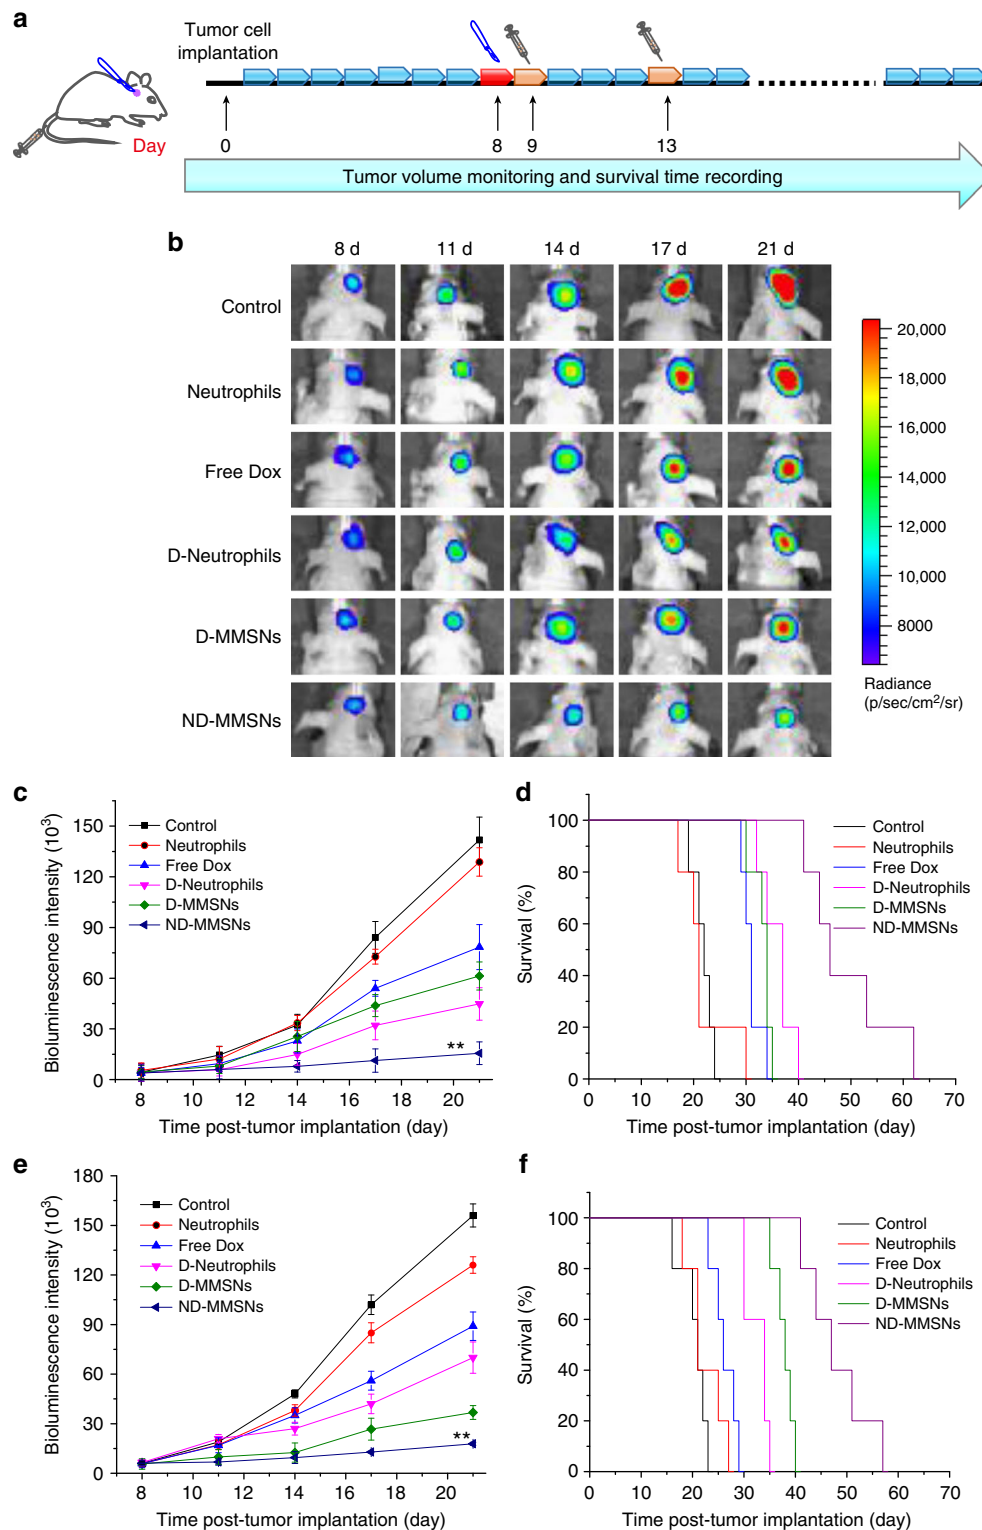 a
Tumor cell
implantation
Day
0 8 9 13
Tumor volume monitoring and survival time recording
b
8 d 11 d 14 d 17 d 21 d
Control
Neutrophils
Free Dox
D-Neutrophils
D-MMSNs
ND-MMSNs
20,000
18,000
16,000
14,000
12,000
10,000
8000
Radiance
(p/sec/cm²/sr)
c
Bioluminescence intensity (10³)
150
120
90
60
30
0
Control
Neutrophils
Free Dox
D-Neutrophils
D-MMSNs
ND-MMSNs
**
8 10 12 14 16 18 20
Time post-tumor implantation (day)
d
Survival (%)
100
80
60
40
20
0
Control
Neutrophils
Free Dox
D-Neutrophils
D-MMSNs
ND-MMSNs
0 10 20 30 40 50 60 70
Time post-tumor implantation (day)
e
Bioluminescence intensity (10³)
180
150
120
90
60
30
0
Control
Neutrophils
Free Dox
D-Neutrophils
D-MMSNs
ND-MMSNs
**
8 10 12 14 16 18 20
Time post-tumor implantation (day)
f
Survival (%)
100
80
60
40
20
0
Control
Neutrophils
Free Dox
D-Neutrophils
D-MMSNs
ND-MMSNs
0 10 20 30 40 50 60 70
Time post-tumor implantation (day)